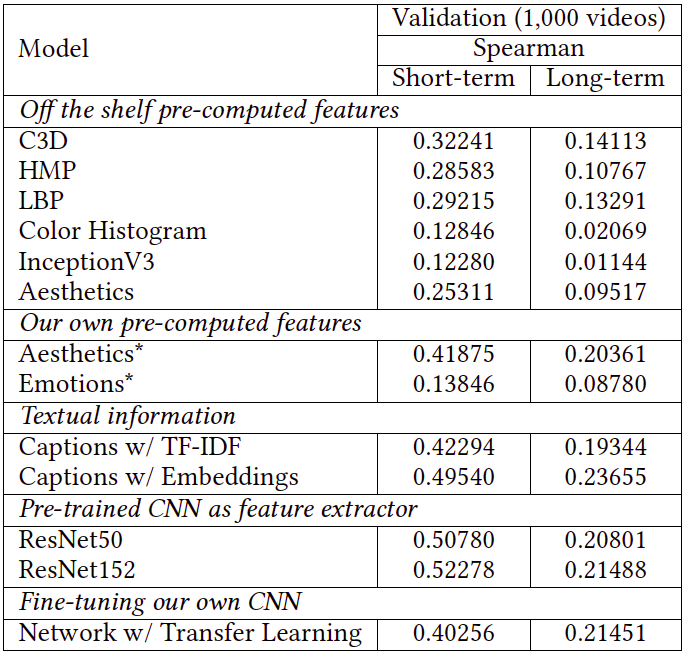 Model Validation (1,000 videos)
Spearman
Short-term Long-term
Off the shelf pre-computed features
C3D 0.32241 0.14113
HMP 0.28583 0.10767
LBP 0.29215 0.13291
Color Histogram 0.12846 0.02069
InceptionV3 0.12280 0.01144
Aesthetics 0.25311 0.09517
Our own pre-computed features
Aesthetics* 0.41875 0.20361
Emotions* 0.13846 0.08780
Textual information
Captions w/ TF-IDF 0.42294 0.19344
Captions w/ Embeddings 0.49540 0.23655
Pre-trained CNN as feature extractor
ResNet50 0.50780 0.20801
ResNet152 0.52278 0.21488
Fine-tuning our own CNN
Network w/ Transfer Learning 0.40256 0.21451